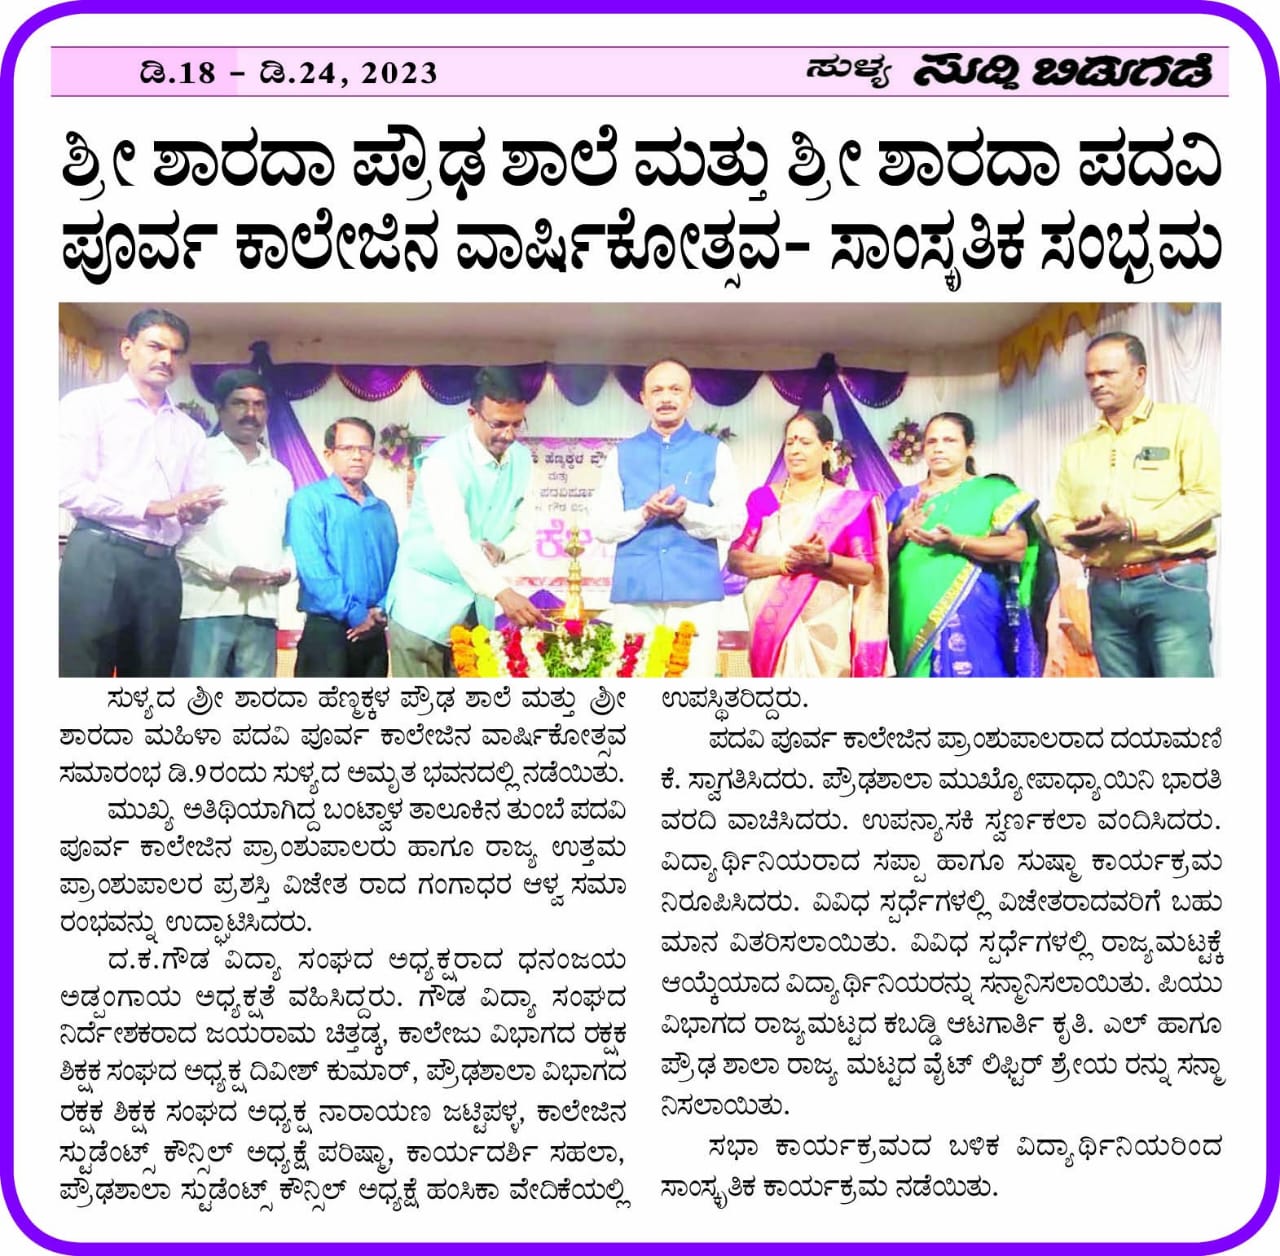 ಡಿ.18 - ಡಿ.24, 2023
ಸುಳ್ಯ ಸುದ್ದಿ ಬಿಡುಗಡೆ
ಶ್ರೀ ಶಾರದಾ ಪ್ರೌಢ ಶಾಲೆ ಮತ್ತು ಶ್ರೀ ಶಾರದಾ ಪದವಿ
ಪೂರ್ವ ಕಾಲೇಜಿನ ವಾರ್ಷಿಕೋತ್ಸವ- ಸಾಂಸ್ಕೃತಿಕ ಸಂಭ್ರಮ
ಹೆಣ್ಮಕ್ಕಳ ಪ್ರೌ
ಮತ್ತು
ಪದವಿಪೂ
ಸುಳ್ಯದ ಶ್ರೀ ಶಾರದಾ ಹೆಣ್ಮಕ್ಕಳ ಪ್ರೌಢ ಶಾಲೆ ಮತ್ತು ಶ್ರೀ
ಶಾರದಾ ಮಹಿಳಾ ಪದವಿ ಪೂರ್ವ ಕಾಲೇಜಿನ ವಾರ್ಷಿಕೋತ್ಸವ
ಸಮಾರಂಭ ಡಿ.9ರಂದು ಸುಳ್ಯದ ಅಮೃತ ಭವನದಲ್ಲಿ ನಡೆಯಿತು.
ಮುಖ್ಯ ಅತಿಥಿಯಾಗಿದ್ದ ಬಂಟ್ವಾಳ ತಾಲೂಕಿನ ತುಂಬೆ ಪದವಿ
ಪೂರ್ವ ಕಾಲೇಜಿನ ಪ್ರಾಂಶುಪಾಲರು ಹಾಗೂ ರಾಜ್ಯ ಉತ್ತಮ
ಪ್ರಾಂಶುಪಾಲರ ಪ್ರಶಸ್ತಿ ವಿಜೇತ ರಾದ ಗಂಗಾಧರ ಆಳ್ವ ಸಮಾ
ರಂಭವನ್ನು ಉದ್ಘಾಟಿಸಿದರು.
ದ.ಕ.ಗೌಡ ವಿದ್ಯಾ ಸಂಘದ ಅಧ್ಯಕ್ಷರಾದ ಧನಂಜಯ
ಅಡ್ಪಂಗಾಯ ಅಧ್ಯಕ್ಷತೆ ವಹಿಸಿದ್ದರು. ಗೌಡ ವಿದ್ಯಾ ಸಂಘದ
ನಿರ್ದೇಶಕರಾದ ಜಯರಾಮ ಚಿತ್ತಡ್ಕ, ಕಾಲೇಜು ವಿಭಾಗದ ರಕ್ಷಕ
ಶಿಕ್ಷಕ ಸಂಘದ ಅಧ್ಯಕ್ಷ ದಿವೀಶ್ ಕುಮಾರ್, ಪ್ರೌಢಶಾಲಾ ವಿಭಾಗದ
ರಕ್ಷಕ ಶಿಕ್ಷಕ ಸಂಘದ ಅಧ್ಯಕ್ಷ ನಾರಾಯಣ ಜಟ್ಟಿಪಳ್ಳ, ಕಾಲೇಜಿನ
ಸ್ಟುಡೆಂಟ್ಸ್ ಕೌನ್ಸಿಲ್ ಅಧ್ಯಕ್ಷೆ ಪರಿಷ್ಮಾ, ಕಾರ್ಯದರ್ಶಿ ಸಹಲಾ,
ಪ್ರೌಢಶಾಲಾ ಸ್ಟುಡೆಂಟ್ಸ್ ಕೌನ್ಸಿಲ್ ಅಧ್ಯಕ್ಷೆ ಹಂಸಿಕಾ ವೇದಿಕೆಯಲ್ಲಿ
ಉಪಸ್ಥಿತರಿದ್ದರು.
ಪದವಿ ಪೂರ್ವ ಕಾಲೇಜಿನ ಪ್ರಾಂಶುಪಾಲರಾದ ದಯಾಮಣಿ
ಕೆ. ಸ್ವಾಗತಿಸಿದರು. ಪ್ರೌಢಶಾಲಾ ಮುಖ್ಯೋಪಾಧ್ಯಾಯಿನಿ ಭಾರತಿ
ವರದಿ ವಾಚಿಸಿದರು. ಉಪನ್ಯಾಸಕಿ ಸ್ವರ್ಣಕಲಾ ವಂದಿಸಿದರು.
ವಿದ್ಯಾರ್ಥಿನಿಯರಾದ ಸಪ್ಪಾ ಹಾಗೂ ಸುಷ್ಮಾ ಕಾರ್ಯಕ್ರಮ
ನಿರೂಪಿಸಿದರು. ವಿವಿಧ ಸ್ಪರ್ಧೆಗಳಲ್ಲಿ ವಿಜೇತರಾದವರಿಗೆ ಬಹು
ಮಾನ ವಿತರಿಸಲಾಯಿತು. ವಿವಿಧ ಸ್ಪರ್ಧೆಗಳಲ್ಲಿ ರಾಜ್ಯಮಟ್ಟಕ್ಕೆ
ಆಯ್ಕೆಯಾದ ವಿದ್ಯಾರ್ಥಿನಿಯರನ್ನು ಸನ್ಮಾನಿಸಲಾಯಿತು. ಪಿಯು
ವಿಭಾಗದ ರಾಜ್ಯಮಟ್ಟದ ಕಬಡ್ಡಿ ಆಟಗಾರ್ತಿ ಕೃತಿ. ಎಲ್ ಹಾಗೂ
ಪ್ರೌಢ ಶಾಲಾ ರಾಜ್ಯ ಮಟ್ಟದ ವೈಟ್ ಲಿಫ್ಟಿರ್ ಶ್ರೇಯ ರನ್ನು ಸನ್ಮಾ
ನಿಸಲಾಯಿತು.
ಸಭಾ ಕಾರ್ಯಕ್ರಮದ ಬಳಿಕ ವಿದ್ಯಾರ್ಥಿನಿಯರಿಂದ
ಸಾಂಸ್ಕೃತಿಕ ಕಾರ್ಯಕ್ರಮ ನಡೆಯಿತು.